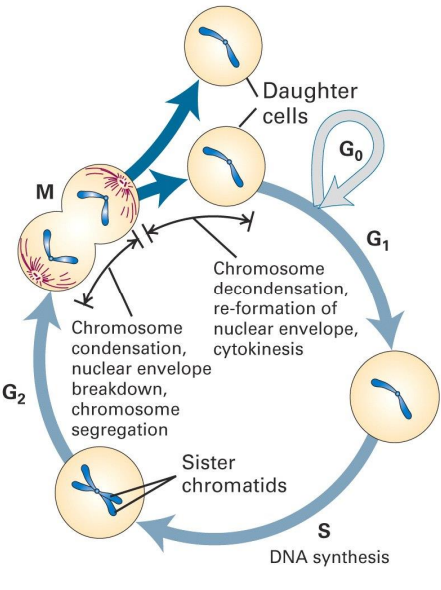 Daughter
cells
G₀
M
G₁
Chromosome
decondensation,
re-formation of
nuclear envelope,
cytokinesis
Chromosome
condensation,
nuclear envelope
breakdown,
chromosome
segregation
G₂
Sister
chromatids
S
DNA synthesis